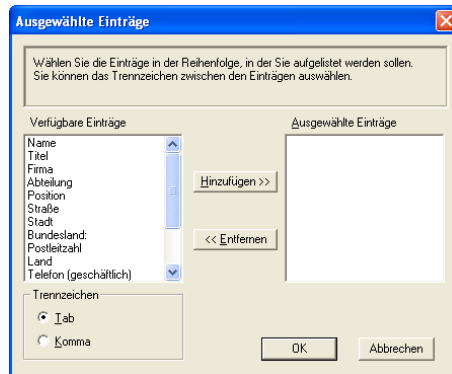 Ausgewählte Einträge
Wählen Sie die Einträge in der Reihenfolge, in der Sie aufgelistet werden sollen.
Sie können das Trennzeichen zwischen den Einträgen auswählen.
Verfügbare Einträge
Name
Titel
Firma
Abteilung
Position
Straße
Stadt
Bundesland:
Postleitzahl
Land
Telefon (geschäftlich)
Hinzufügen >>
<< Entfernen
Ausgewählte Einträge
Trennzeichen
Tab
Komma
OK
Abbrechen